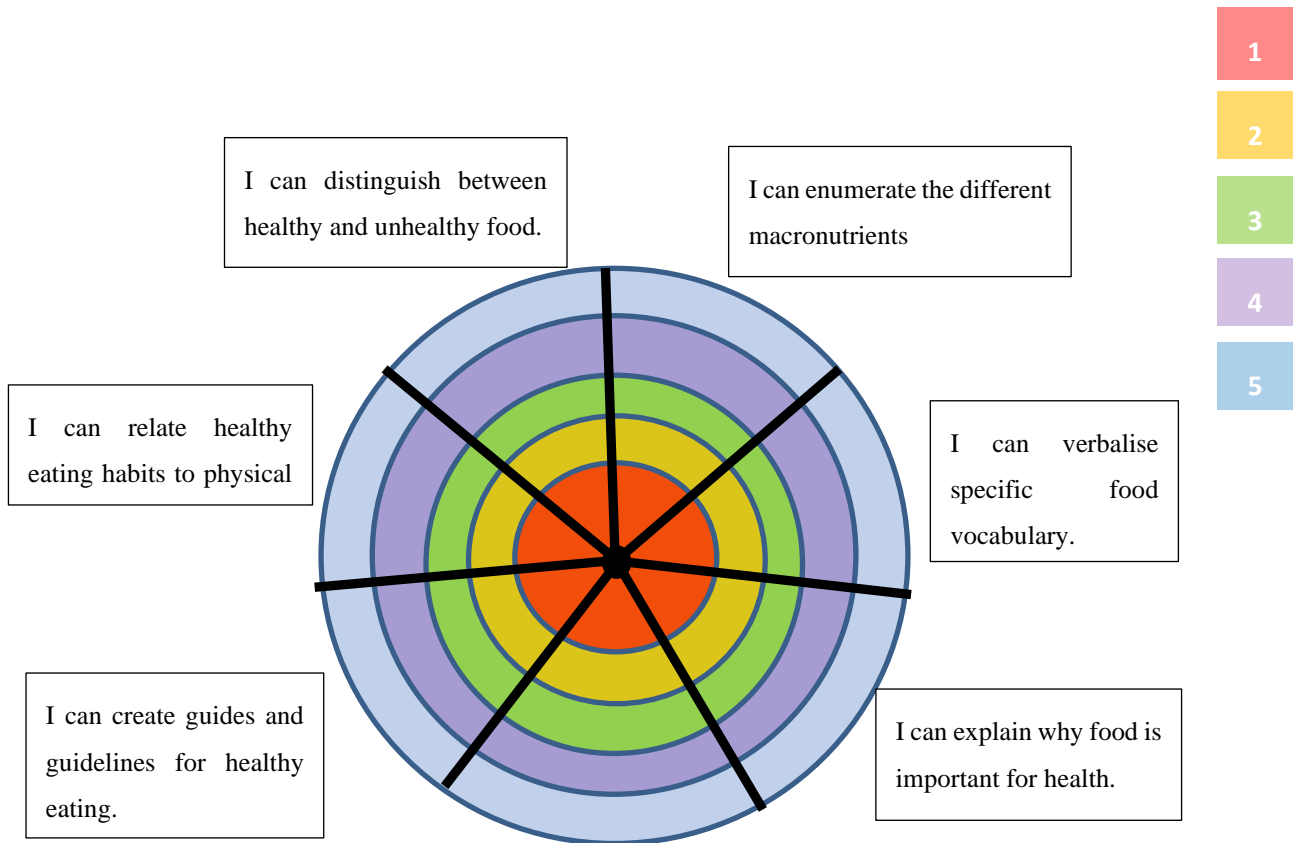 1
2
3
4
5
I can distinguish between
healthy and unhealthy food.
I can enumerate the different
macronutrients
I can relate healthy
eating habits to physical
I can verbalise
specific food
vocabulary.
I can create guides and
guidelines for healthy
eating.
I can explain why food is
important for health.